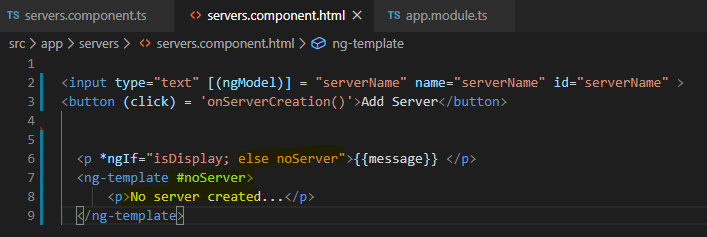 servers.component.ts servers.component.html app.module.ts
src > app > servers > servers.component.html > ng-template
1
2 <input type="text" [(ngModel)] = "serverName" name="serverName" id="serverName" >
3 <button (click) = 'onServerCreation()'>Add Server</button>
4
5
6 <p *ngIf="isDisplay; else noServer">{{message}} </p>
7 <ng-template #noServer>
8 <p>No server created...</p>
9 </ng-template>